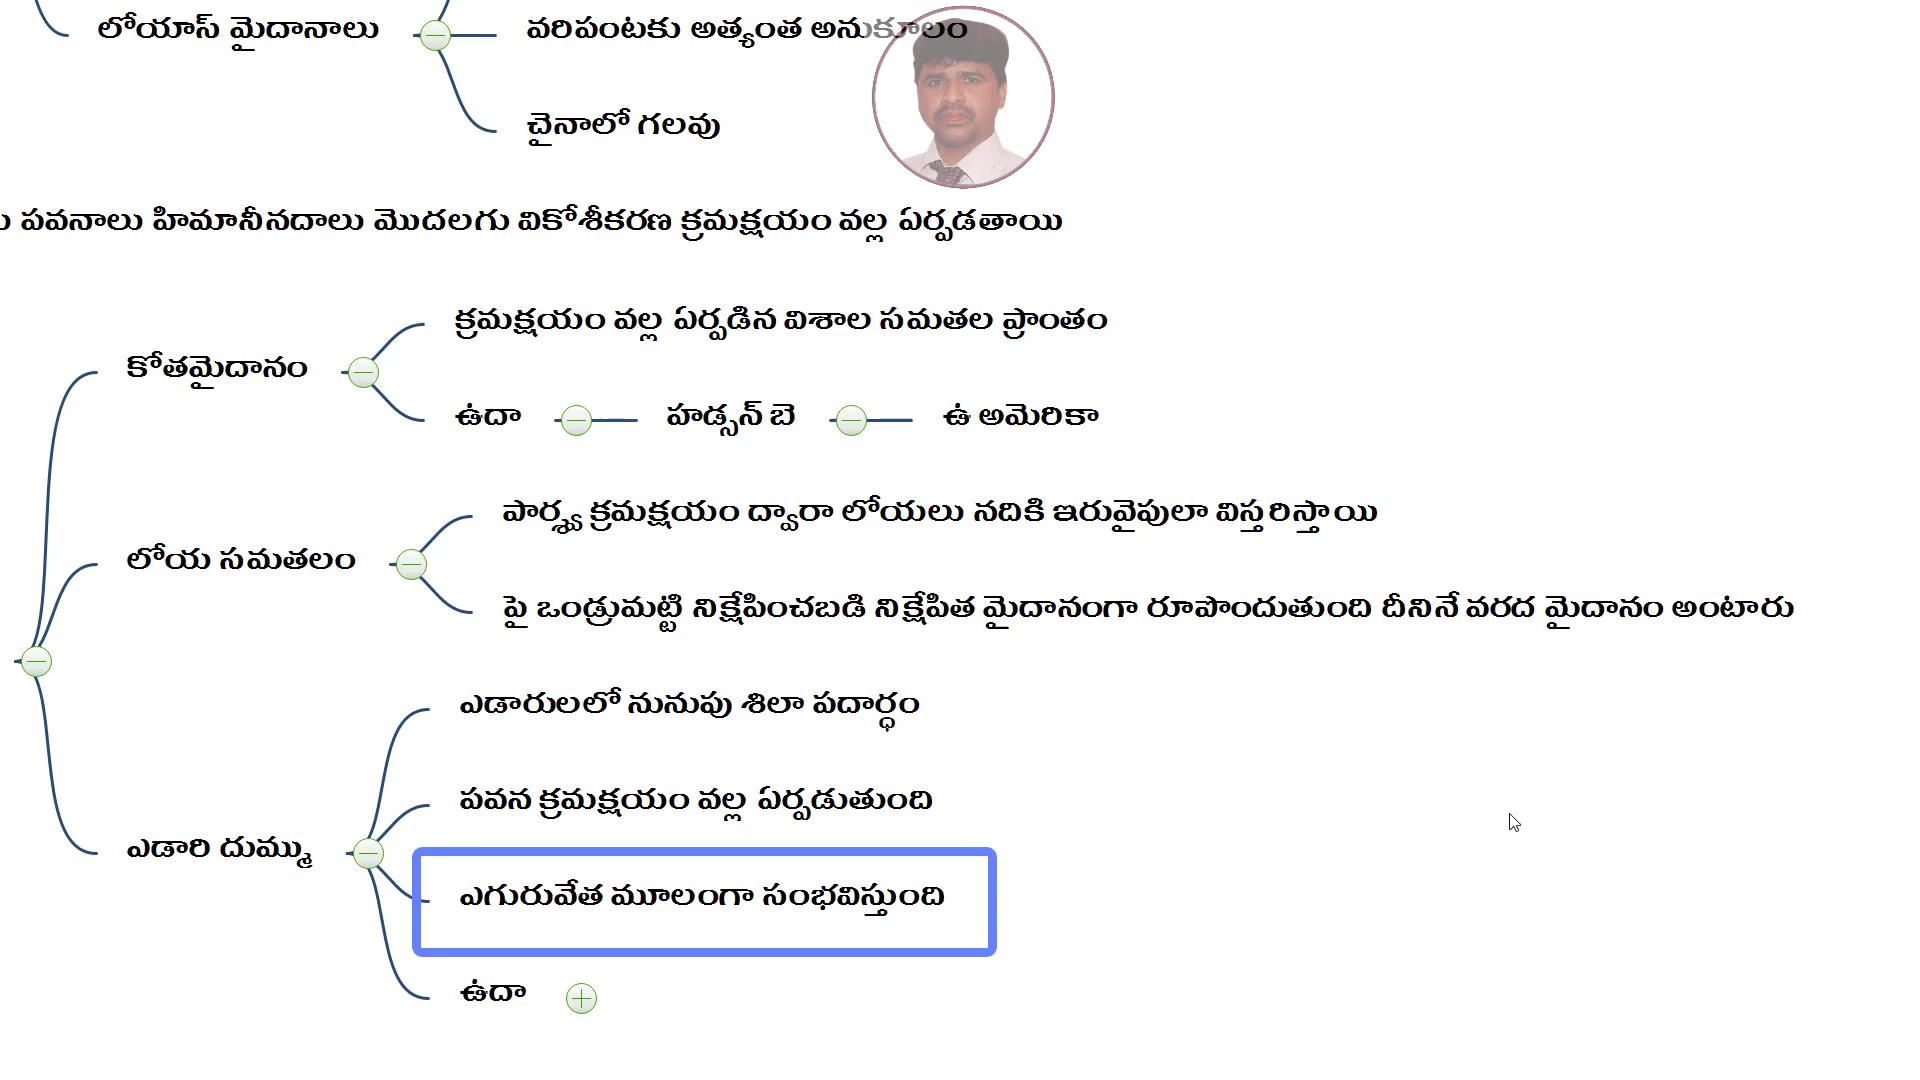 లోయాస్ మైదానాలు
వరిపంటకు అత్యంత అనుకూలం
చైనాలో గలవు
పవనాలు హిమానీనదాలు మొదలగు వికోశీకరణ క్రమక్షయం వల్ల ఏర్పడతాయి
క్రమక్షయం వల్ల ఏర్పడిన విశాల సమతల ప్రాంతం
కోతమైదానం
ఉందా హడ్సన్ బె ఉ అమెరికా
పార్శ్వ క్రమక్షయం ద్వారా లోయలు నదికి ఇరువైపులా విస్తరిస్తాయి
లోయ సమతలం
పై ఒండ్రుమట్టి నిక్షేపించబడి నిక్షేపిత మైదానంగా రూపొందుతుంది దీనినే వరద మైదానం అంటారు
ఎడారులలో నునుపు శిలా పదార్ధం
పవన క్రమక్షయం వల్ల ఏర్పడుతుంది
ఎడారి దుమ్ము
ఎగురువేత మూలంగా సంభవిస్తుంది
ఉదా